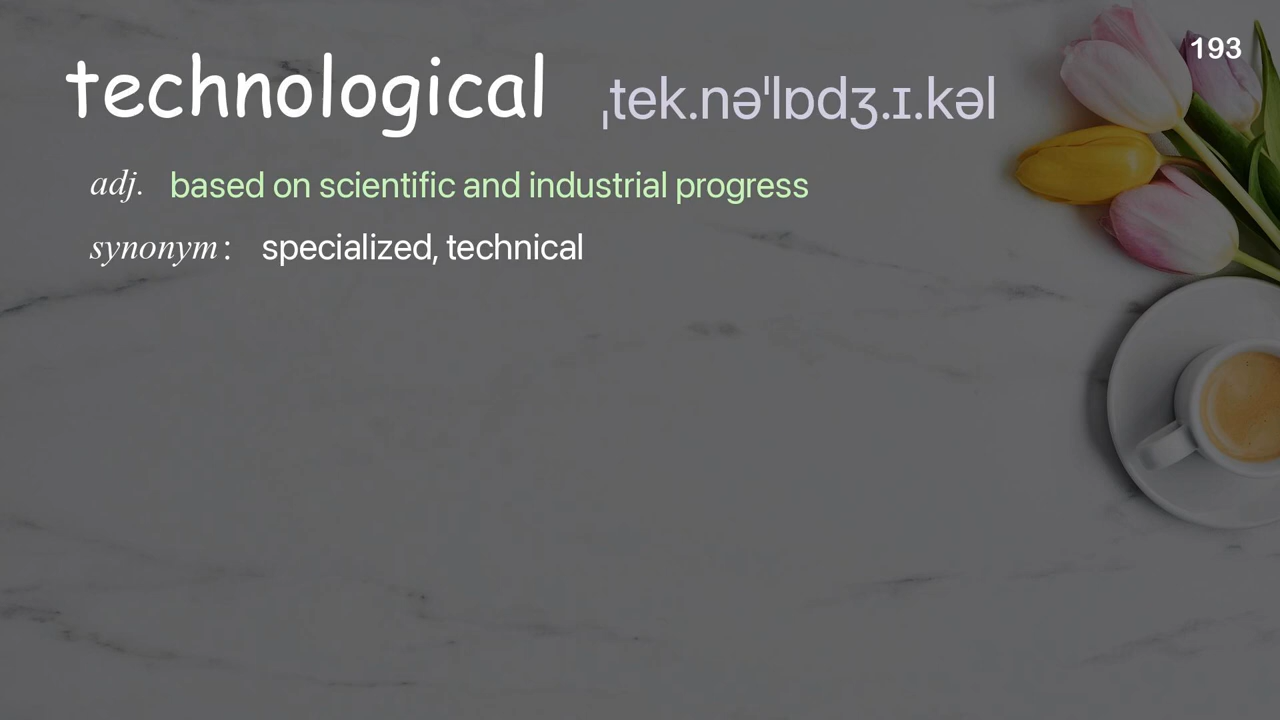 193
technological ˌtek.nəˈlɒdʒ.ɪ.kəl
adj. based on scientific and industrial progress
synonym: specialized, technical